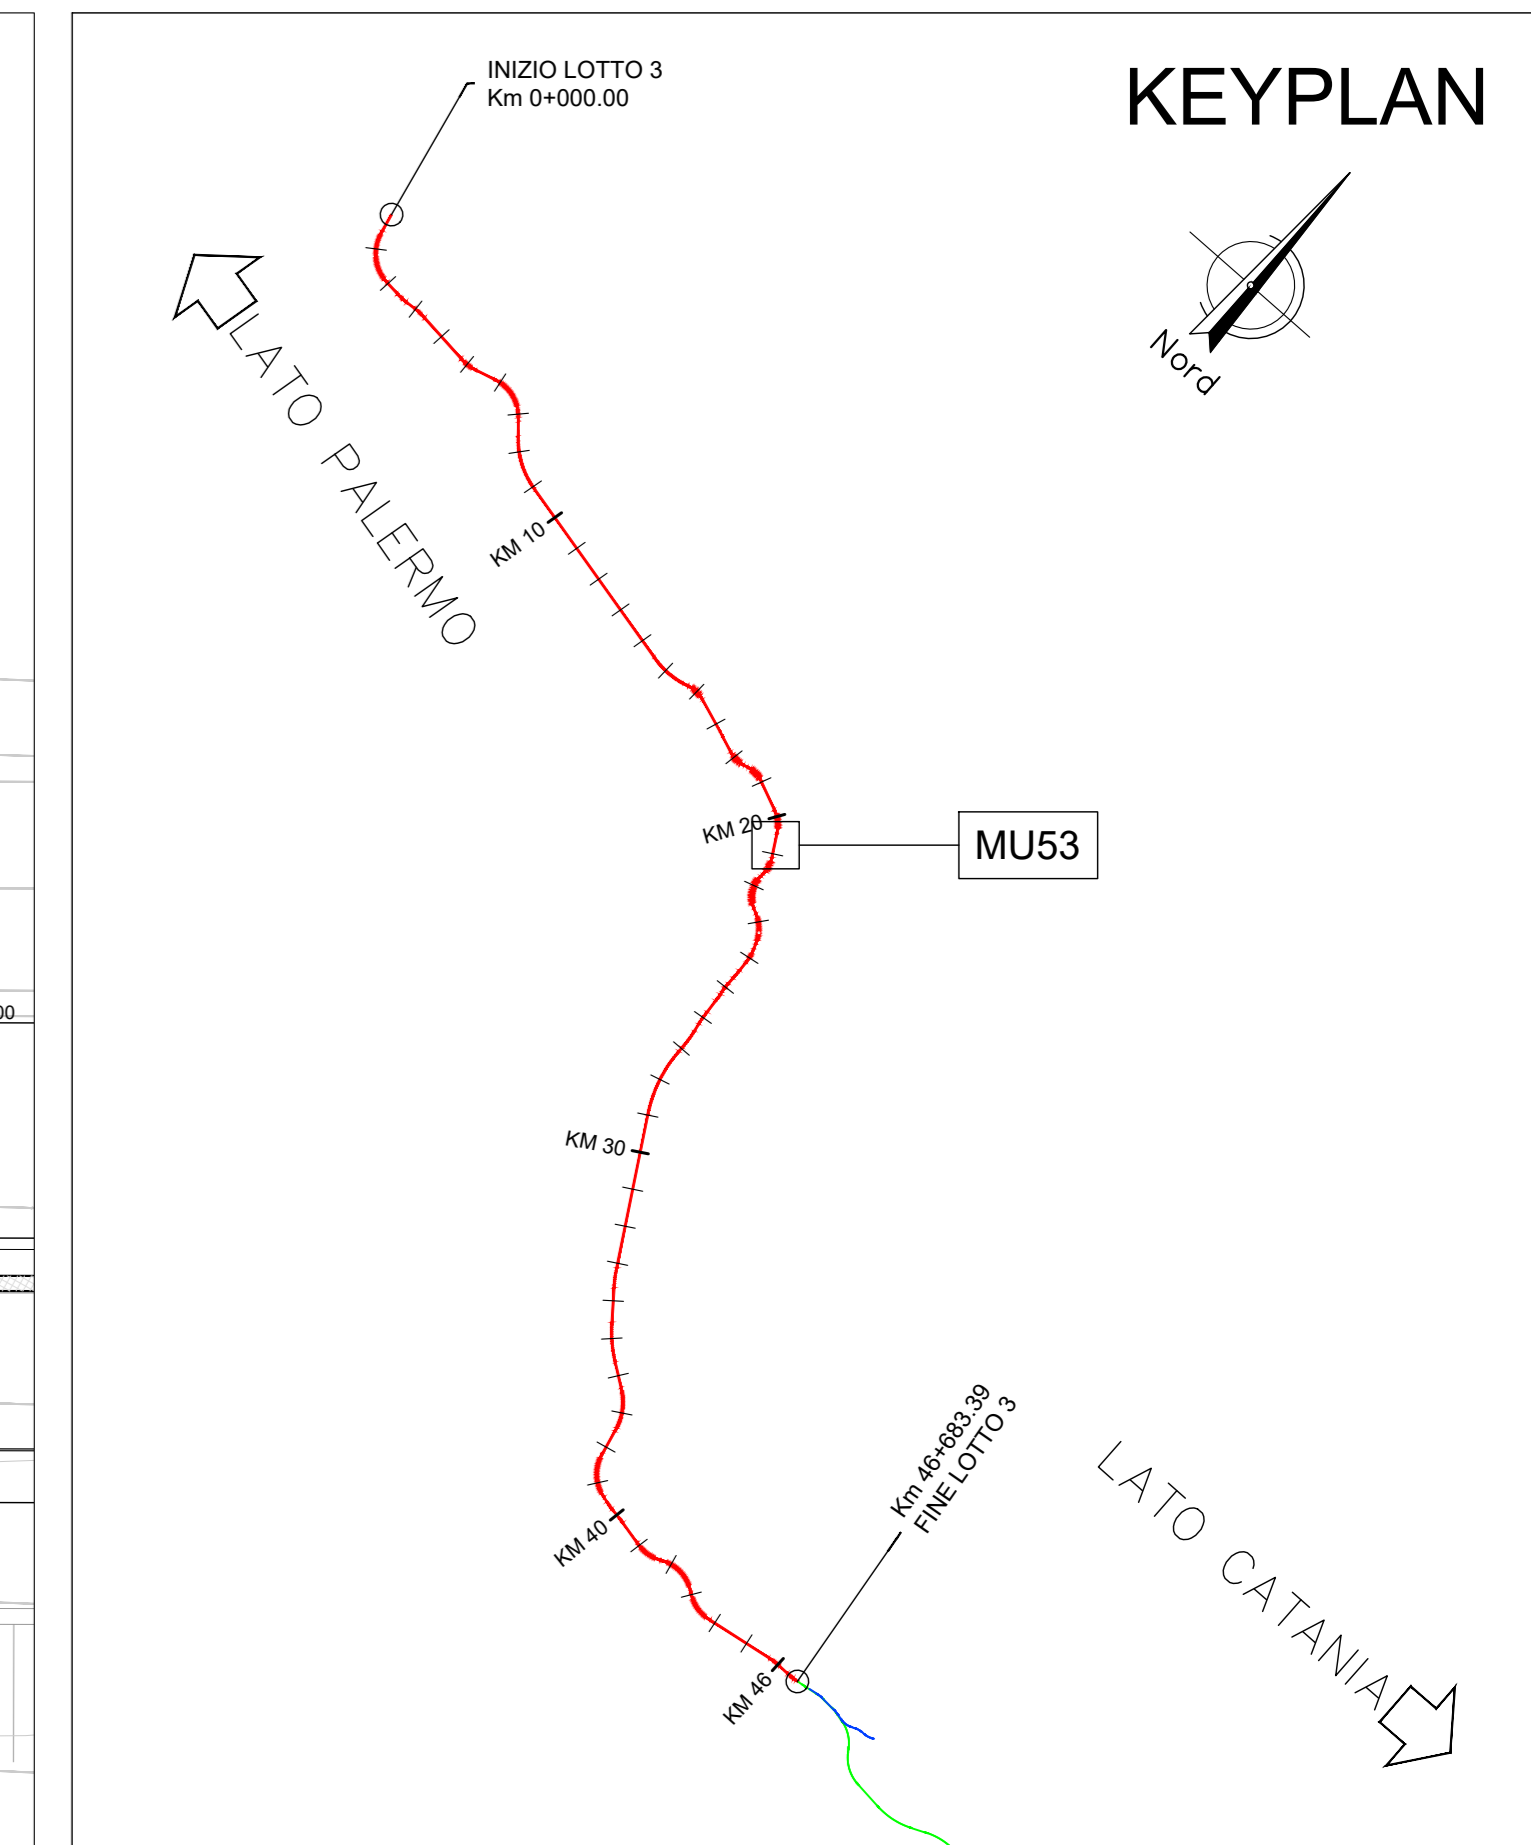 INIZIO LOTTO 3
Km 0+000.00
KEYPLAN
Nord
LATO PALERMO
KM 10
KM 20
MU53
00
KM 30
Km 46+683.39
FINE LOTTO 3
LATO CATANIA
KM 40
KM 46